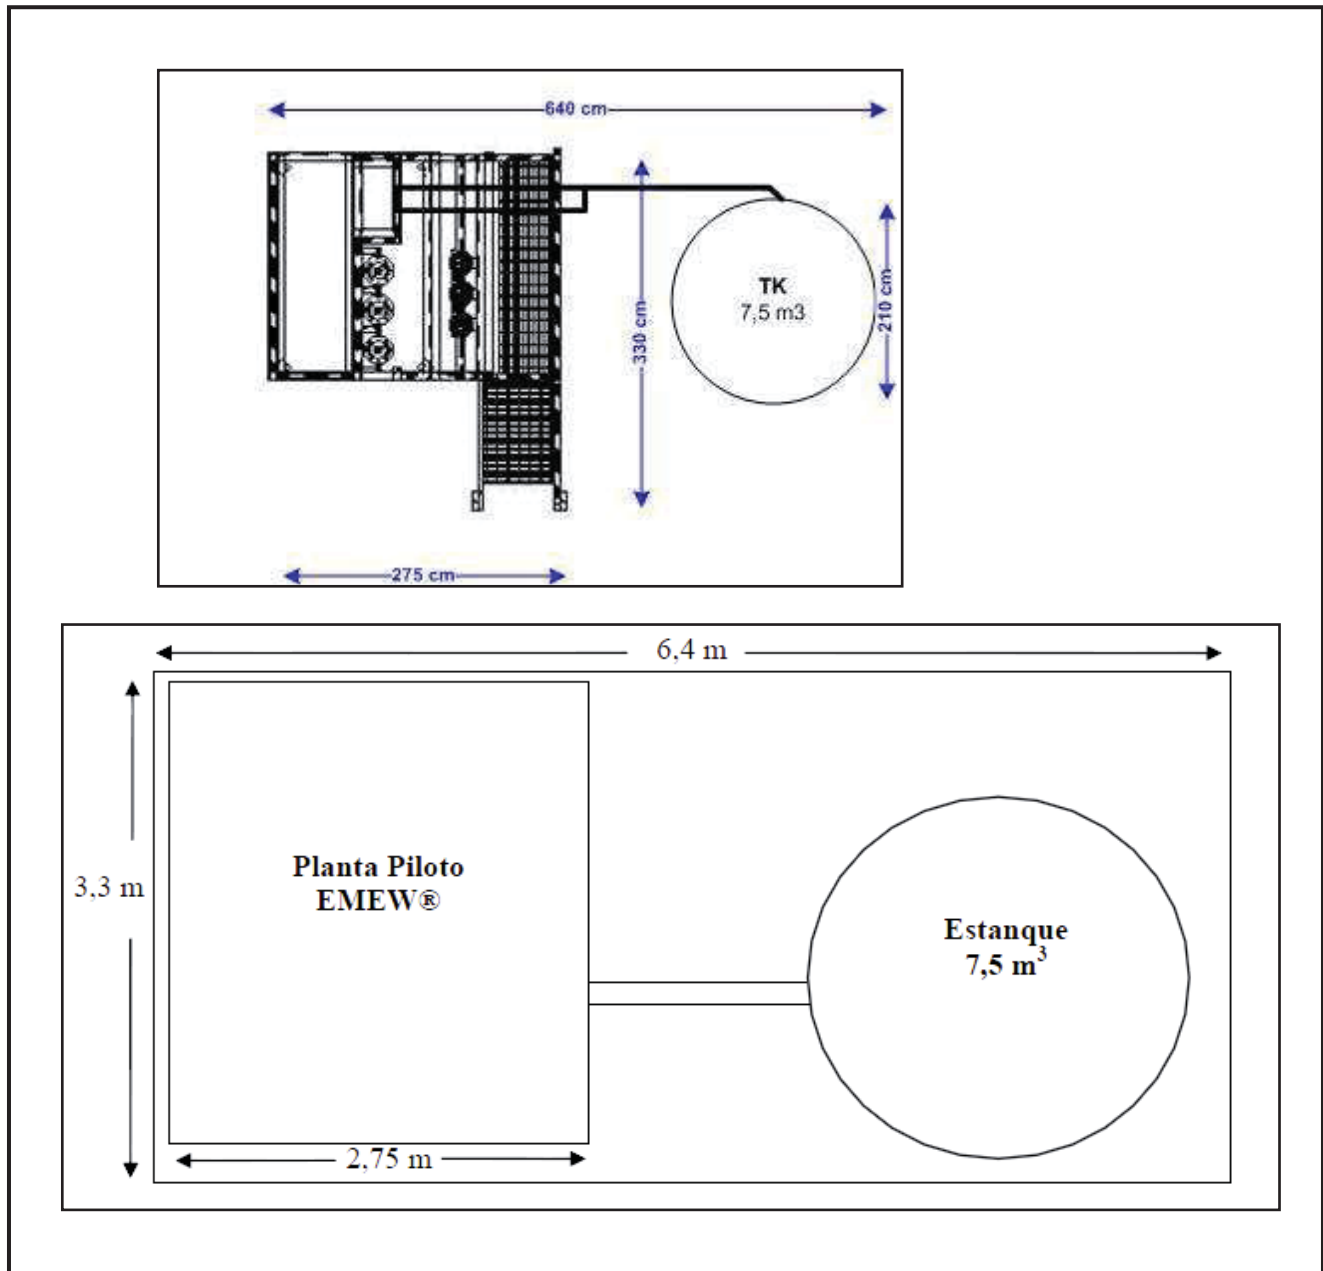 640 cm
330 cm
TK
7,5 m3
210 cm
275 cm
6,4 m
3,3 m
Planta Piloto
EMEW®
Estanque
7,5 m³
2,75 m